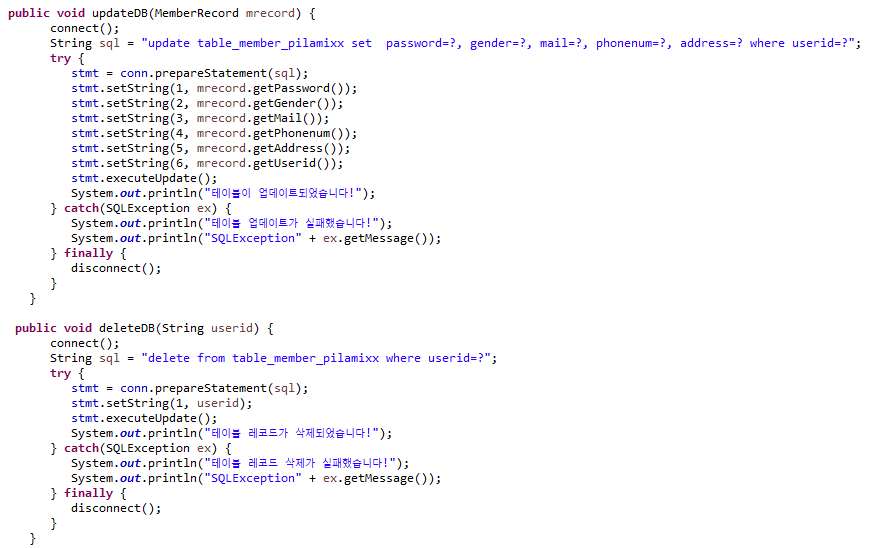 public void updateDB(MemberRecord mrecord) {
connect();
String sql = "update table_member_pilamixx set  password=?, gender=?, mail=?, phonenum=?, address=? where userid=?";
try {
stmt = conn.prepareStatement(sql);
stmt.setString(1, mrecord.getPassword());
stmt.setString(2, mrecord.getGender());
stmt.setString(3, mrecord.getMail());
stmt.setString(4, mrecord.getPhonenum());
stmt.setString(5, mrecord.getAddress());
stmt.setString(6, mrecord.getUserid());
stmt.executeUpdate();
System.out.println("테이블이 업데이트되었습니다!");
} catch(SQLException ex) {
System.out.println("테이블 업데이트가 실패했습니다!");
System.out.println("SQLException" + ex.getMessage());
} finally {
disconnect();
}
}
public void deleteDB(String userid) {
connect();
String sql = "delete from table_member_pilamixx where userid=?";
try {
stmt = conn.prepareStatement(sql);
stmt.setString(1, userid);
stmt.executeUpdate();
System.out.println("테이블 레코드가 삭제되었습니다!");
} catch(SQLException ex) {
System.out.println("테이블 레코드 삭제가 실패했습니다!");
System.out.println("SQLException" + ex.getMessage());
} finally {
disconnect();
}
}